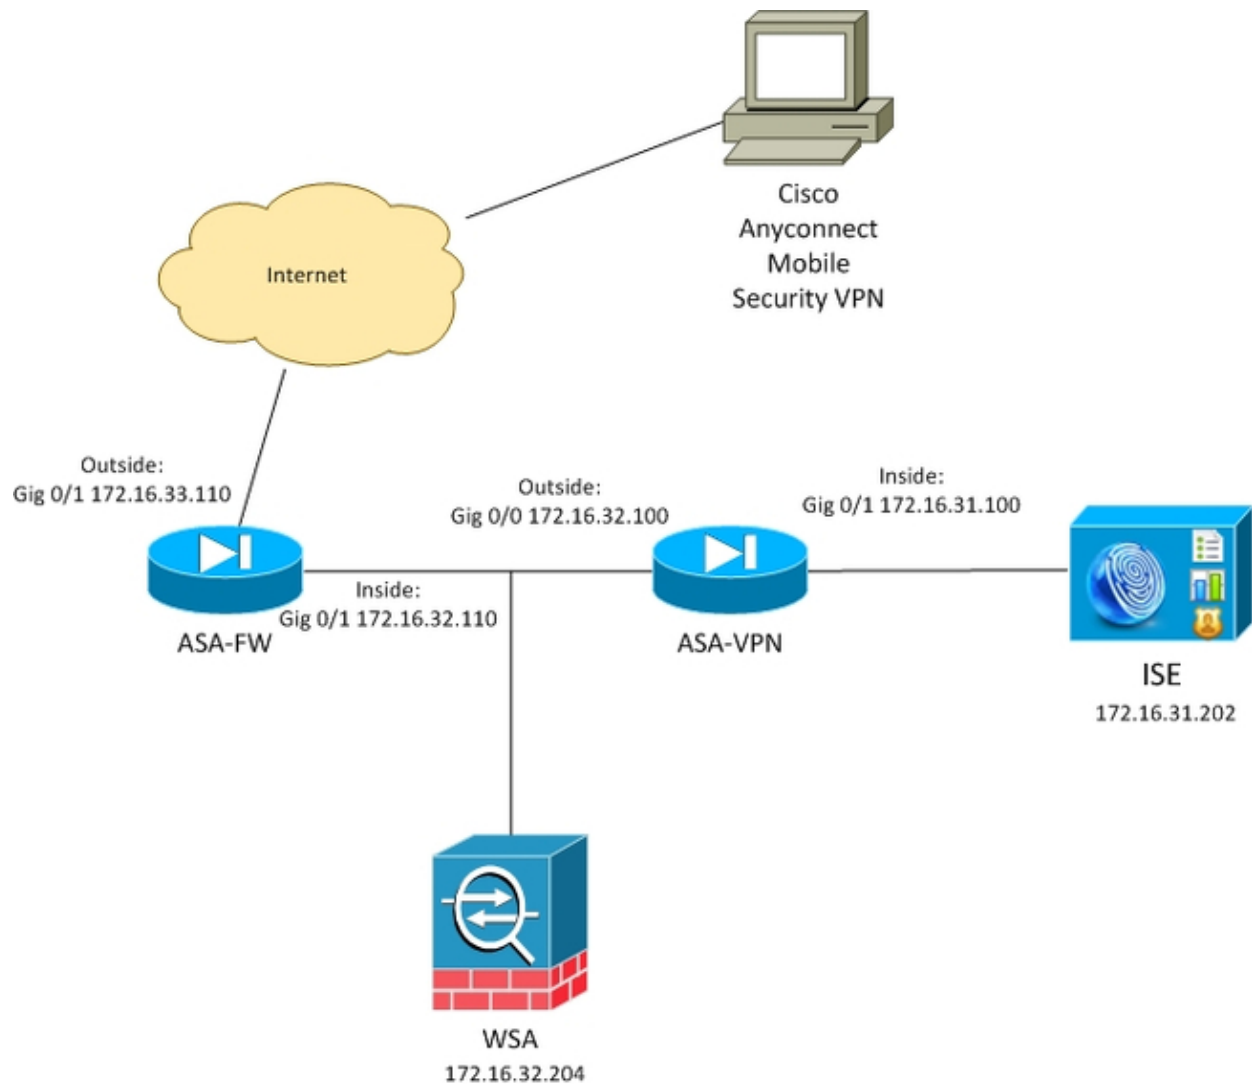 Cisco
Anyconnect
Mobile
Security VPN
Internet
Outside:
Gig 0/1 172.16.33.110
Outside:
Gig 0/0 172.16.32.100
Inside:
Gig 0/1 172.16.31.100
Inside:
Gig 0/1 172.16.32.110
ASA-FW
ASA-VPN
ISE
172.16.31.202
WSA
172.16.32.204